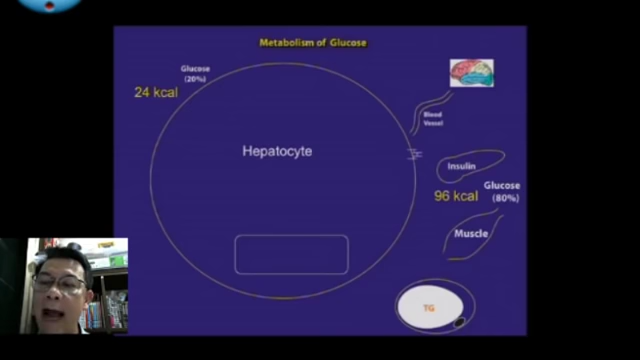 Metabolism of Glucose
Glucose
(20%)
24 kcal
Blood
Vessel
Hepatocyte
Insulin
96 kcal
Glucose
(80%)
Muscle
TG